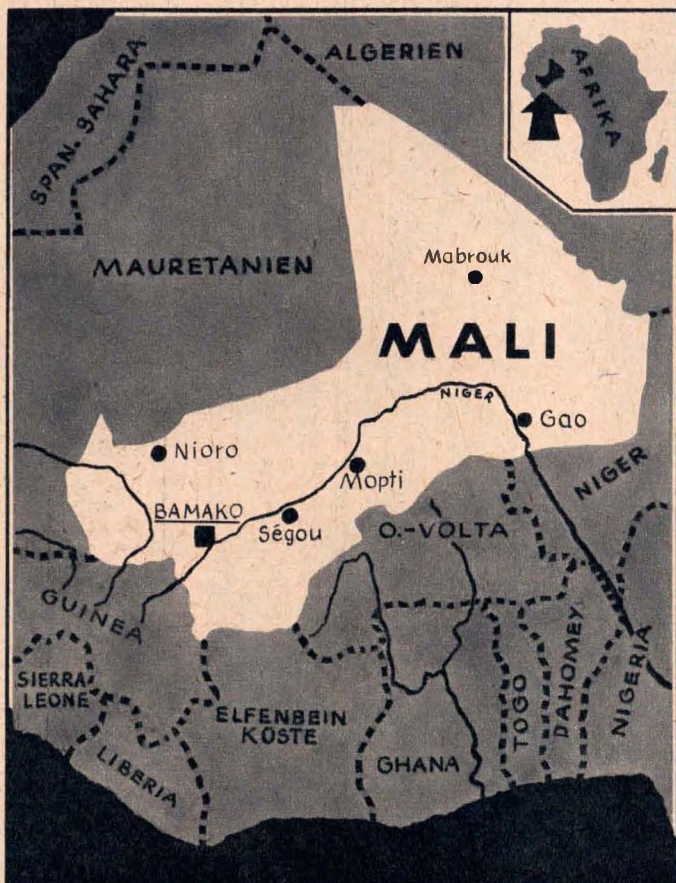 ALGERIEN
AFRIKA
SPAN. SAHARA
MAURETANIEN
Mabrouk
MALI
NIGER
Gao
Nioro
Mopti
NIGER
BAMAKO
Ségou
O.-VOLTA
GUINEA
SIERRA
LEONE
ELFENBEIN
KÜSTE
LIBERIA
GHANA
TOGO
DAHOMEY
NIGERIA